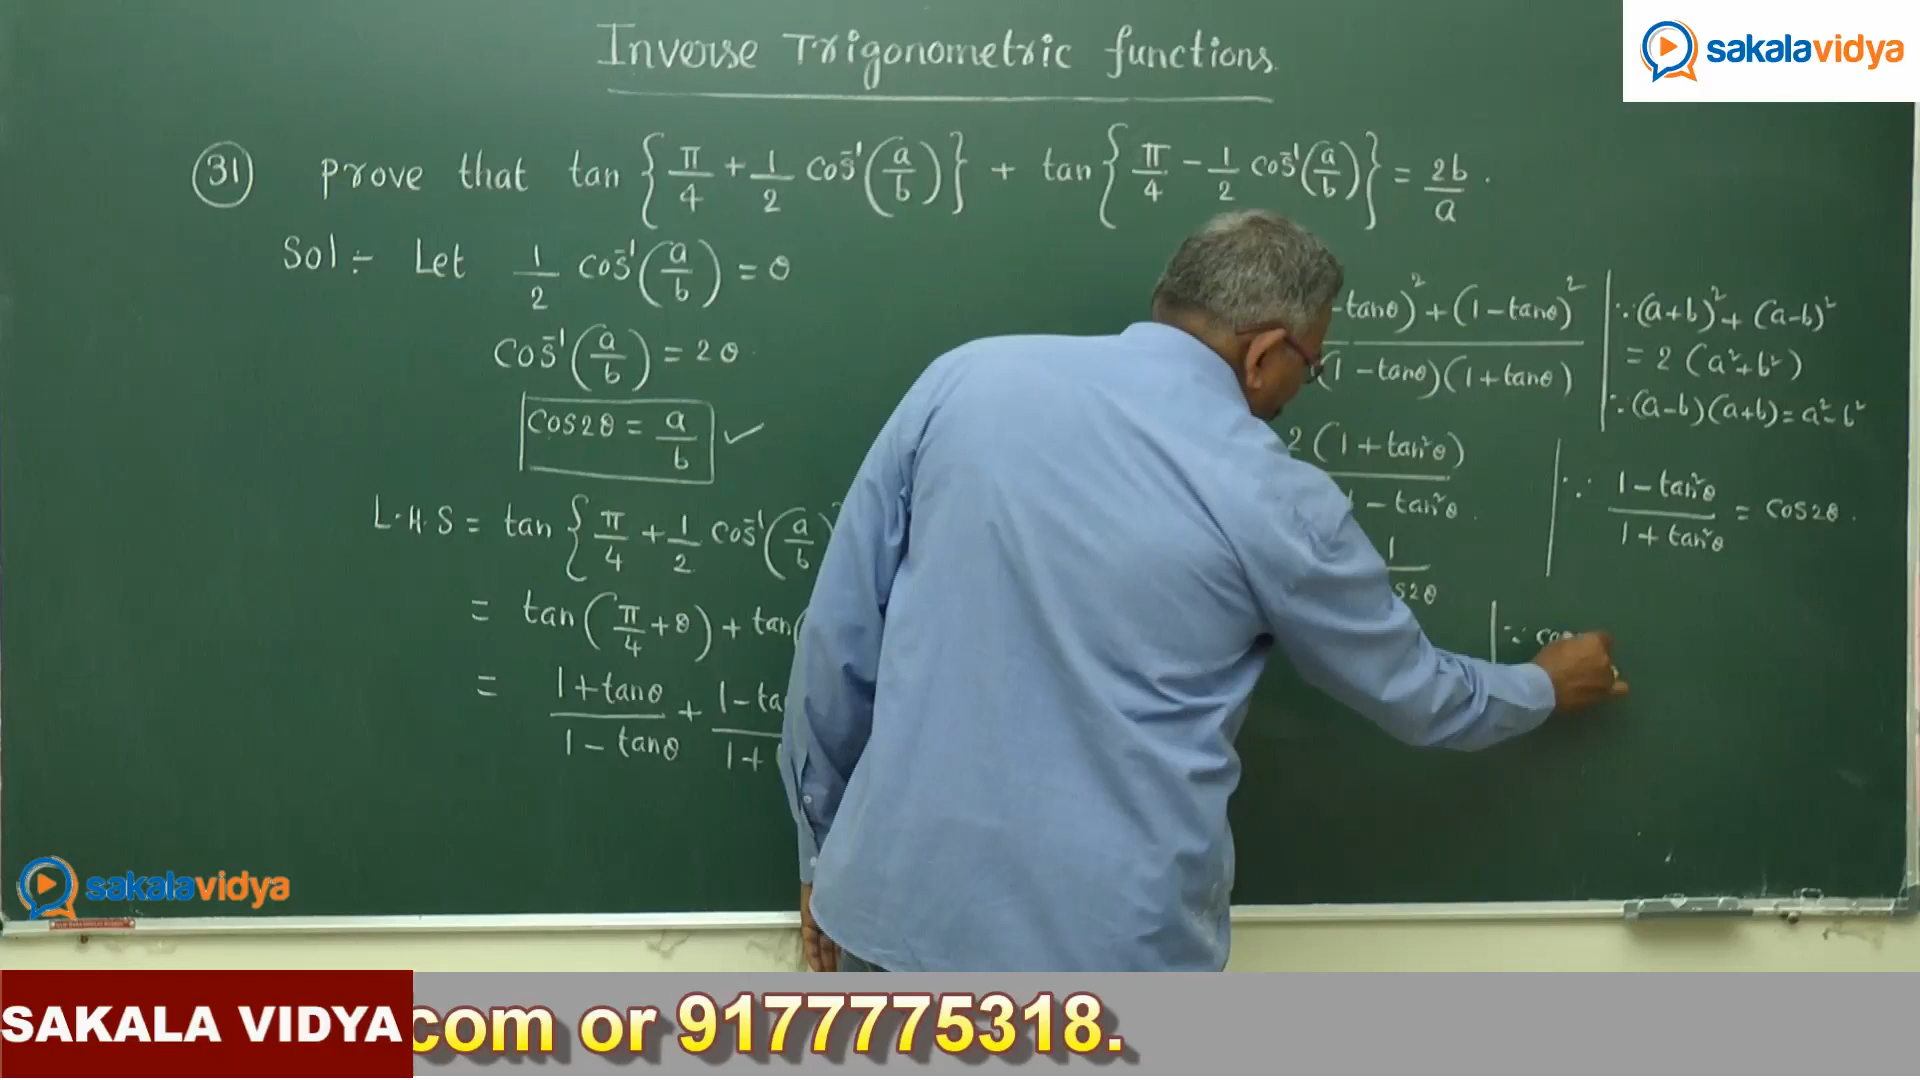 Inverse Trigonometric functions.
sakalavidya
(31) Prove that tan {π/4 + 1/2 cos⁻¹(a/b)} + tan {π/4 − 1/2 cos⁻¹(a/b)} = 2b/a .
Sol :- Let 1/2 cos⁻¹(a/b) = θ
cos⁻¹(a/b) = 2θ
cos2θ = a/b ✓
L.H.S = tan {π/4 + 1/2 cos⁻¹(a/b)
= tan(π/4 + θ) + tan(
= 1+tanθ/1−tanθ + 1−ta/1+
tanθ)² + (1−tanθ)²
(1−tanθ)(1+tanθ)
2(1+tan²θ)
1−tan²θ .
1
s2θ
∵ (a+b)² + (a−b)²
= 2(a²+b²)
∵ (a−b)(a+b) = a²−b²
∵ 1−tan²θ/1+tan²θ = cos2θ .
∵ cos
sakalavidya
SAKALA VIDYA
com or 9177775318.